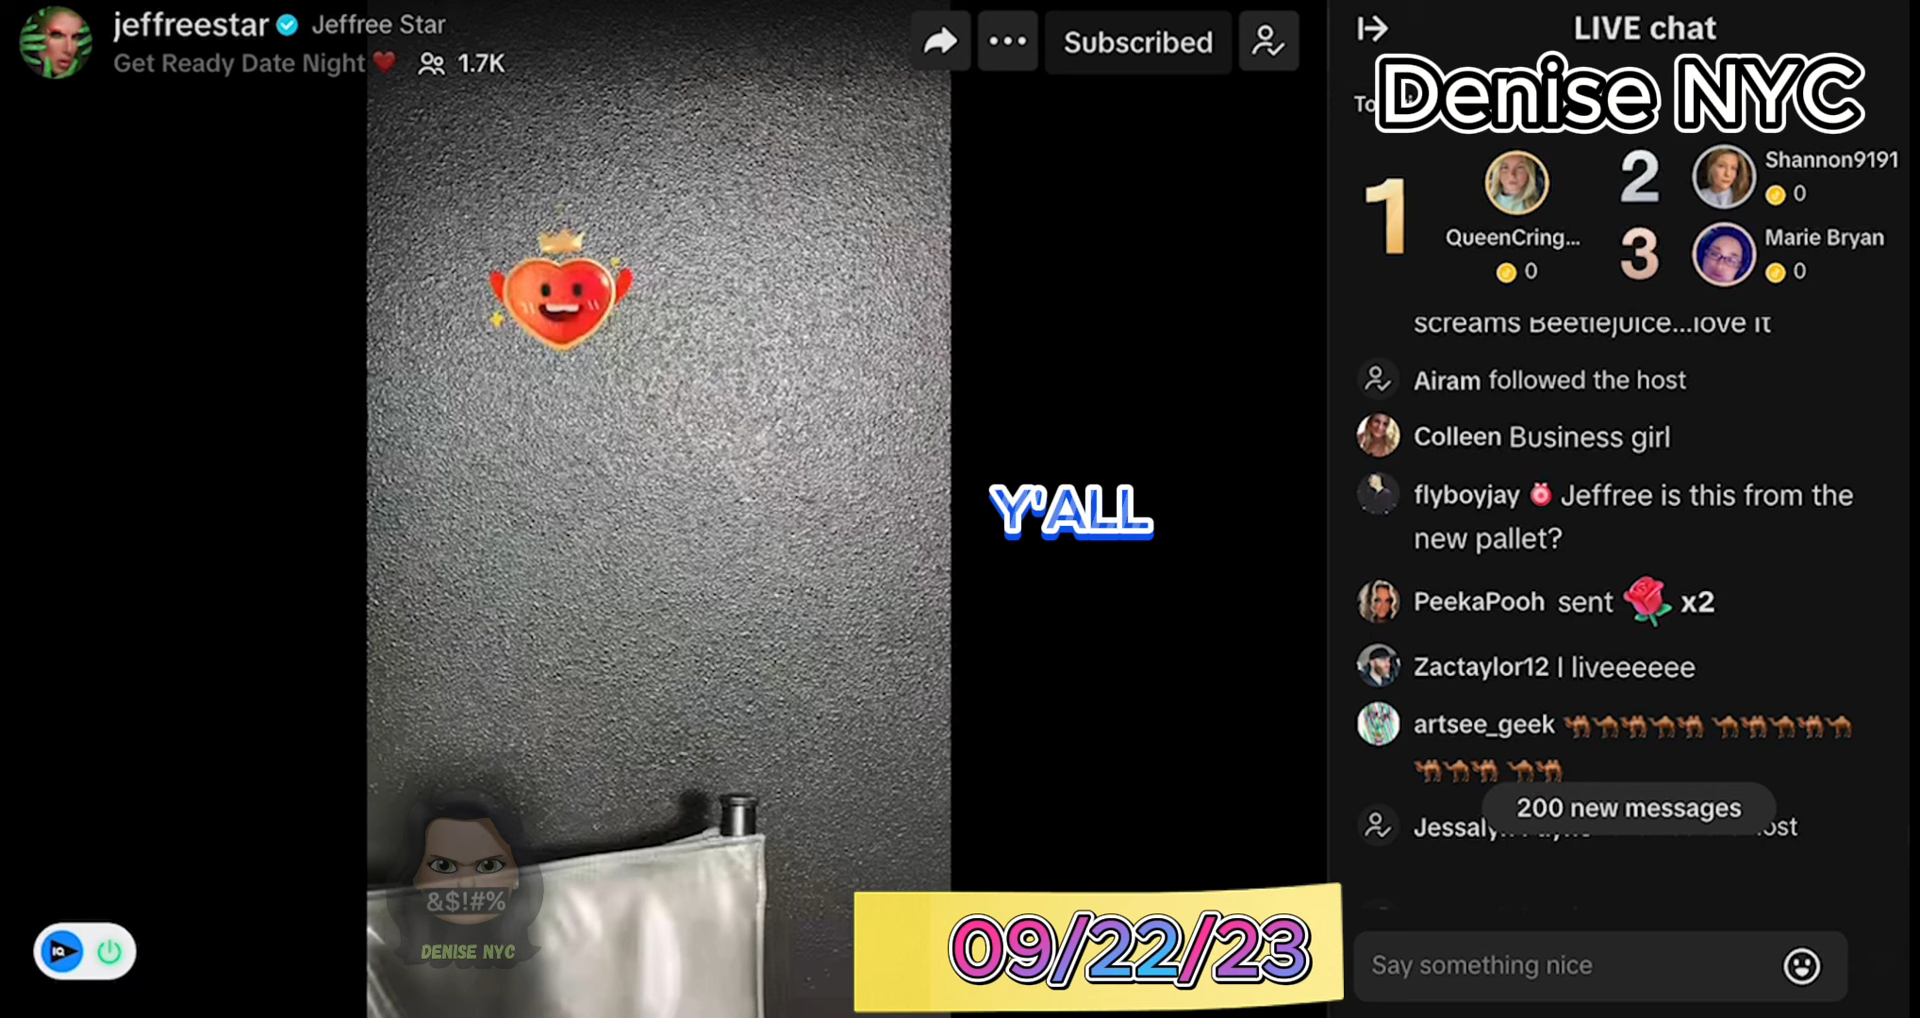 jeffreestar Jeffree Star
Get Ready Date Night 1.7K
Subscribed
LIVE chat
Denise NYC
1
QueenCring...
0
2
Shannon9191
0
3
Marie Bryan
0
screams Beetlejuice...love it
Airam followed the host
Colleen Business girl
flyboyjay Jeffree is this from the
new pallet?
PeekaPooh sent x2
Zactaylor12 I liveeeeee
artsee_geek
200 new messages
Say something nice
Y'ALL
&$!#%
DENISE NYC
09/22/23
IQ